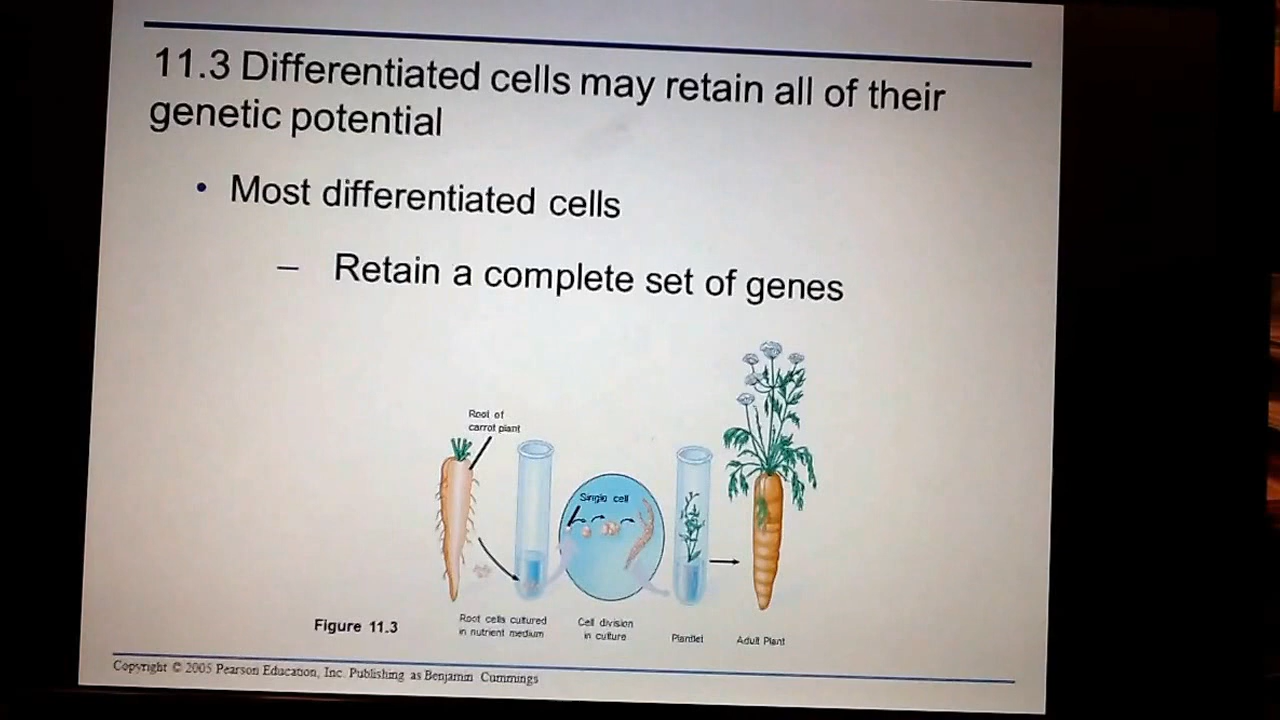 11.3 Differentiated cells may retain all of their
genetic potential
• Most differentiated cells
– Retain a complete set of genes
Root of
carrot plant
Single cell
Root cells cultured
in nutrient medium
Cell division
in culture
Plantlet
Adult Plant
Figure 11.3
Copyright © 2005 Pearson Education, Inc. Publishing as Benjamin Cummings